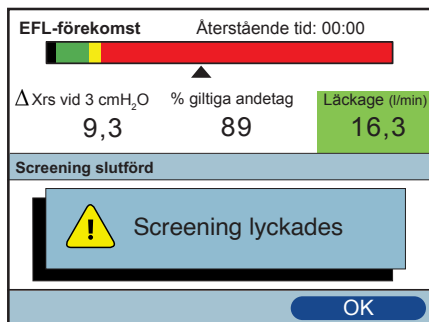 EFL-förekomst Återstående tid: 00:00
Δ Xrs vid 3 cmH₂O % giltiga andetag Läckage (l/min)
9,3 89 16,3
Screening slutförd
! Screening lyckades
OK